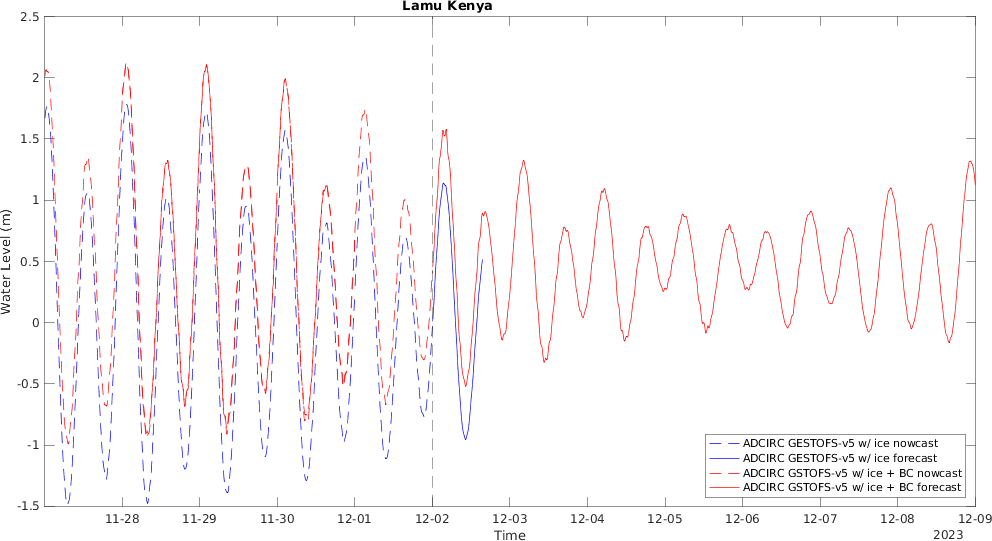 Lamu Kenya
2.5
2
1.5
1
0.5
0
-0.5
-1
-1.5
Water Level (m)
11-28 11-29 11-30 12-01 12-02 12-03 12-04 12-05 12-06 12-07 12-08 12-09
Time
2023
ADCIRC GESTOFS-v5 w/ ice nowcast
ADCIRC GESTOFS-v5 w/ ice forecast
ADCIRC GSTOFS-v5 w/ ice + BC nowcast
ADCIRC GSTOFS-v5 w/ ice + BC forecast